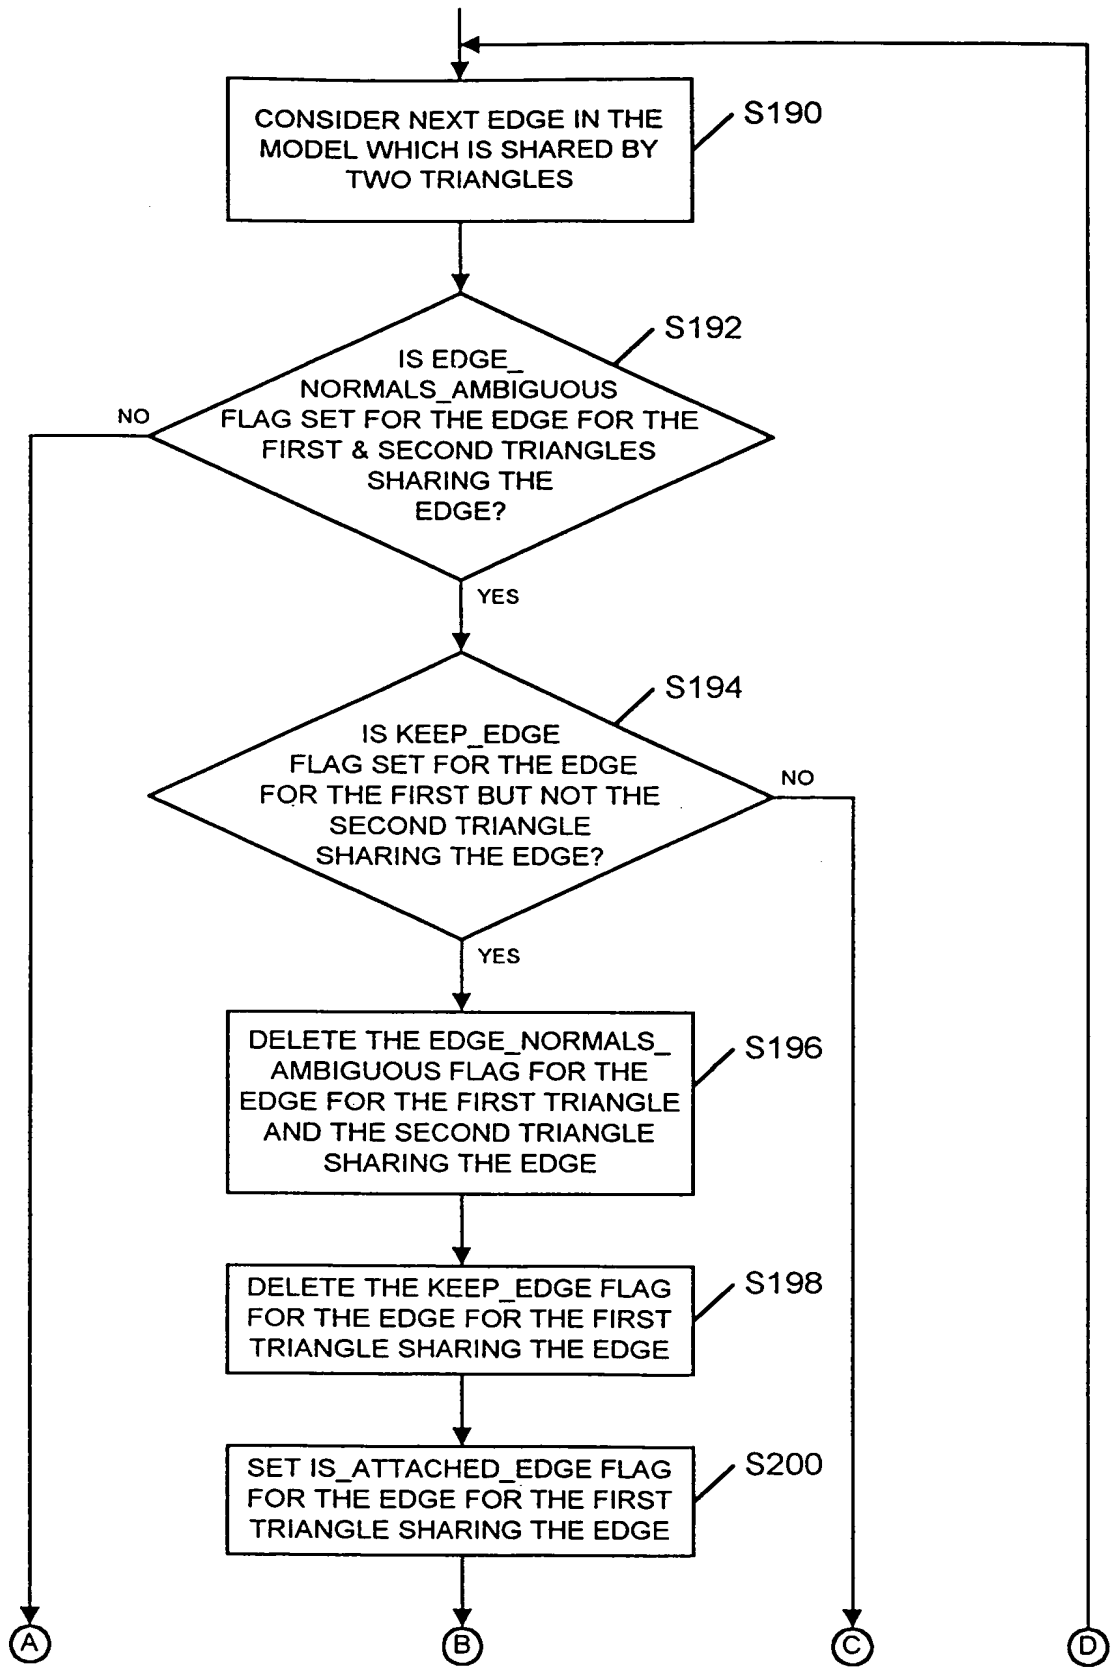 CONSIDER NEXT EDGE IN THE
MODEL WHICH IS SHARED BY
TWO TRIANGLES
S190
IS EDGE_
NORMALS_AMBIGUOUS
FLAG SET FOR THE EDGE FOR THE
FIRST & SECOND TRIANGLES
SHARING THE
EDGE?
S192
NO
YES
IS KEEP_EDGE
FLAG SET FOR THE EDGE
FOR THE FIRST BUT NOT THE
SECOND TRIANGLE
SHARING THE EDGE?
S194
NO
YES
DELETE THE EDGE_NORMALS_
AMBIGUOUS FLAG FOR THE
EDGE FOR THE FIRST TRIANGLE
AND THE SECOND TRIANGLE
SHARING THE EDGE
S196
DELETE THE KEEP_EDGE FLAG
FOR THE EDGE FOR THE FIRST
TRIANGLE SHARING THE EDGE
S198
SET IS_ATTACHED_EDGE FLAG
FOR THE EDGE FOR THE FIRST
TRIANGLE SHARING THE EDGE
S200
A
B
C
D